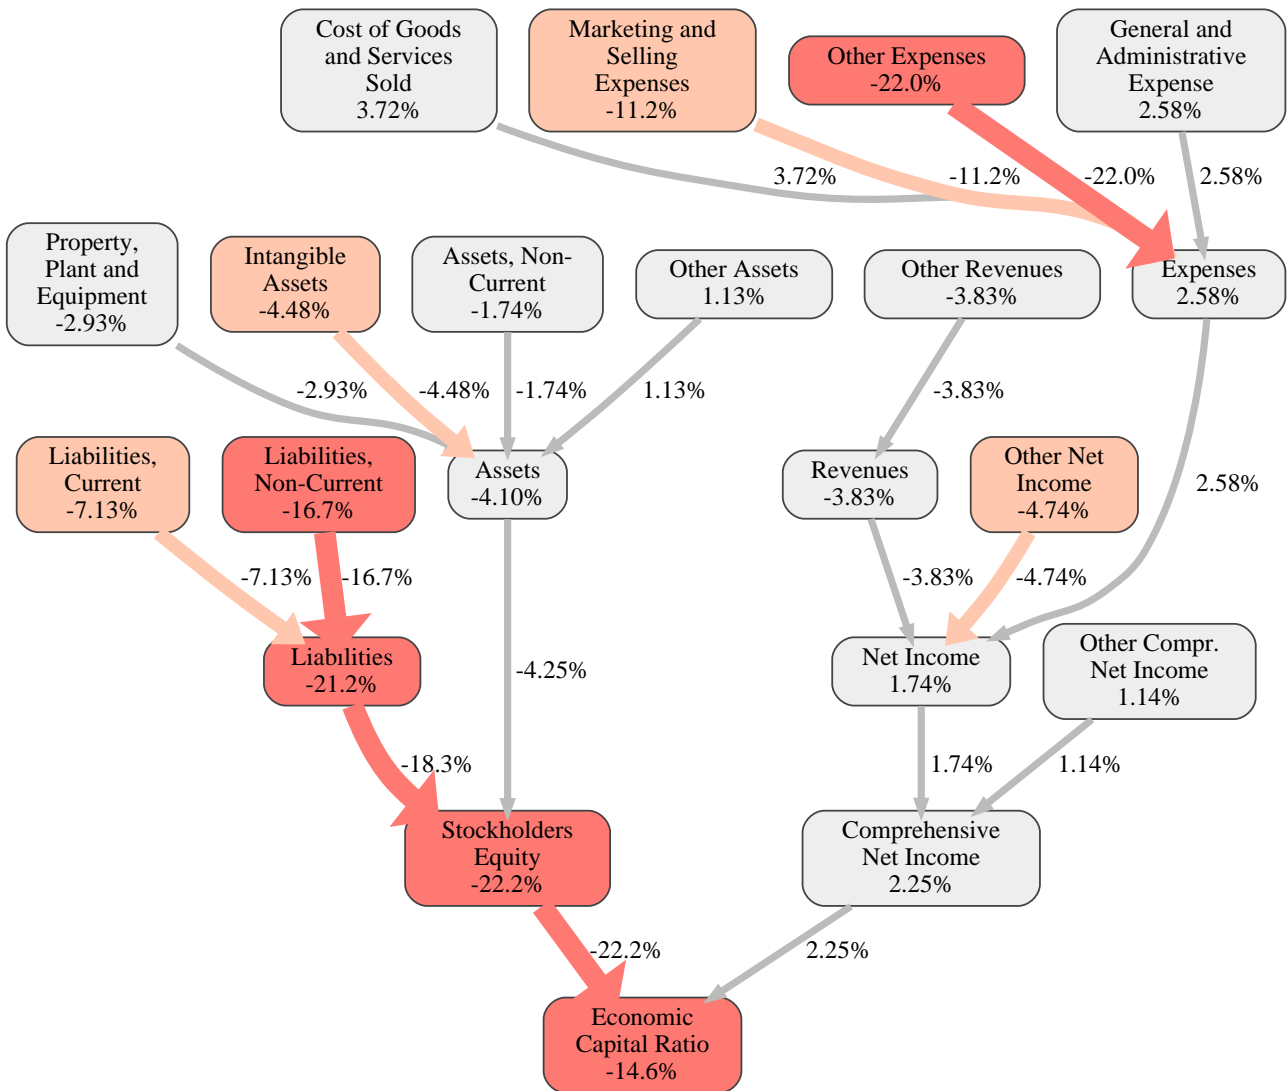 Cost of Goods
and Services
Sold
3.72%
Marketing and
Selling
Expenses
-11.2%
Other Expenses
-22.0%
General and
Administrative
Expense
2.58%
3.72%
-11.2%
-22.0%
2.58%
Property,
Plant and
Equipment
-2.93%
Intangible
Assets
-4.48%
Assets, Non-
Current
-1.74%
Other Assets
1.13%
Other Revenues
-3.83%
Expenses
2.58%
-2.93%
-4.48%
-1.74%
1.13%
-3.83%
2.58%
Liabilities,
Current
-7.13%
Liabilities,
Non-Current
-16.7%
Assets
-4.10%
Revenues
-3.83%
Other Net
Income
-4.74%
-7.13%
-16.7%
-3.83%
-4.74%
Liabilities
-21.2%
-4.25%
Net Income
1.74%
Other Compr.
Net Income
1.14%
-18.3%
1.74%
1.14%
Stockholders
Equity
-22.2%
Comprehensive
Net Income
2.25%
-22.2%
2.25%
Economic
Capital Ratio
-14.6%